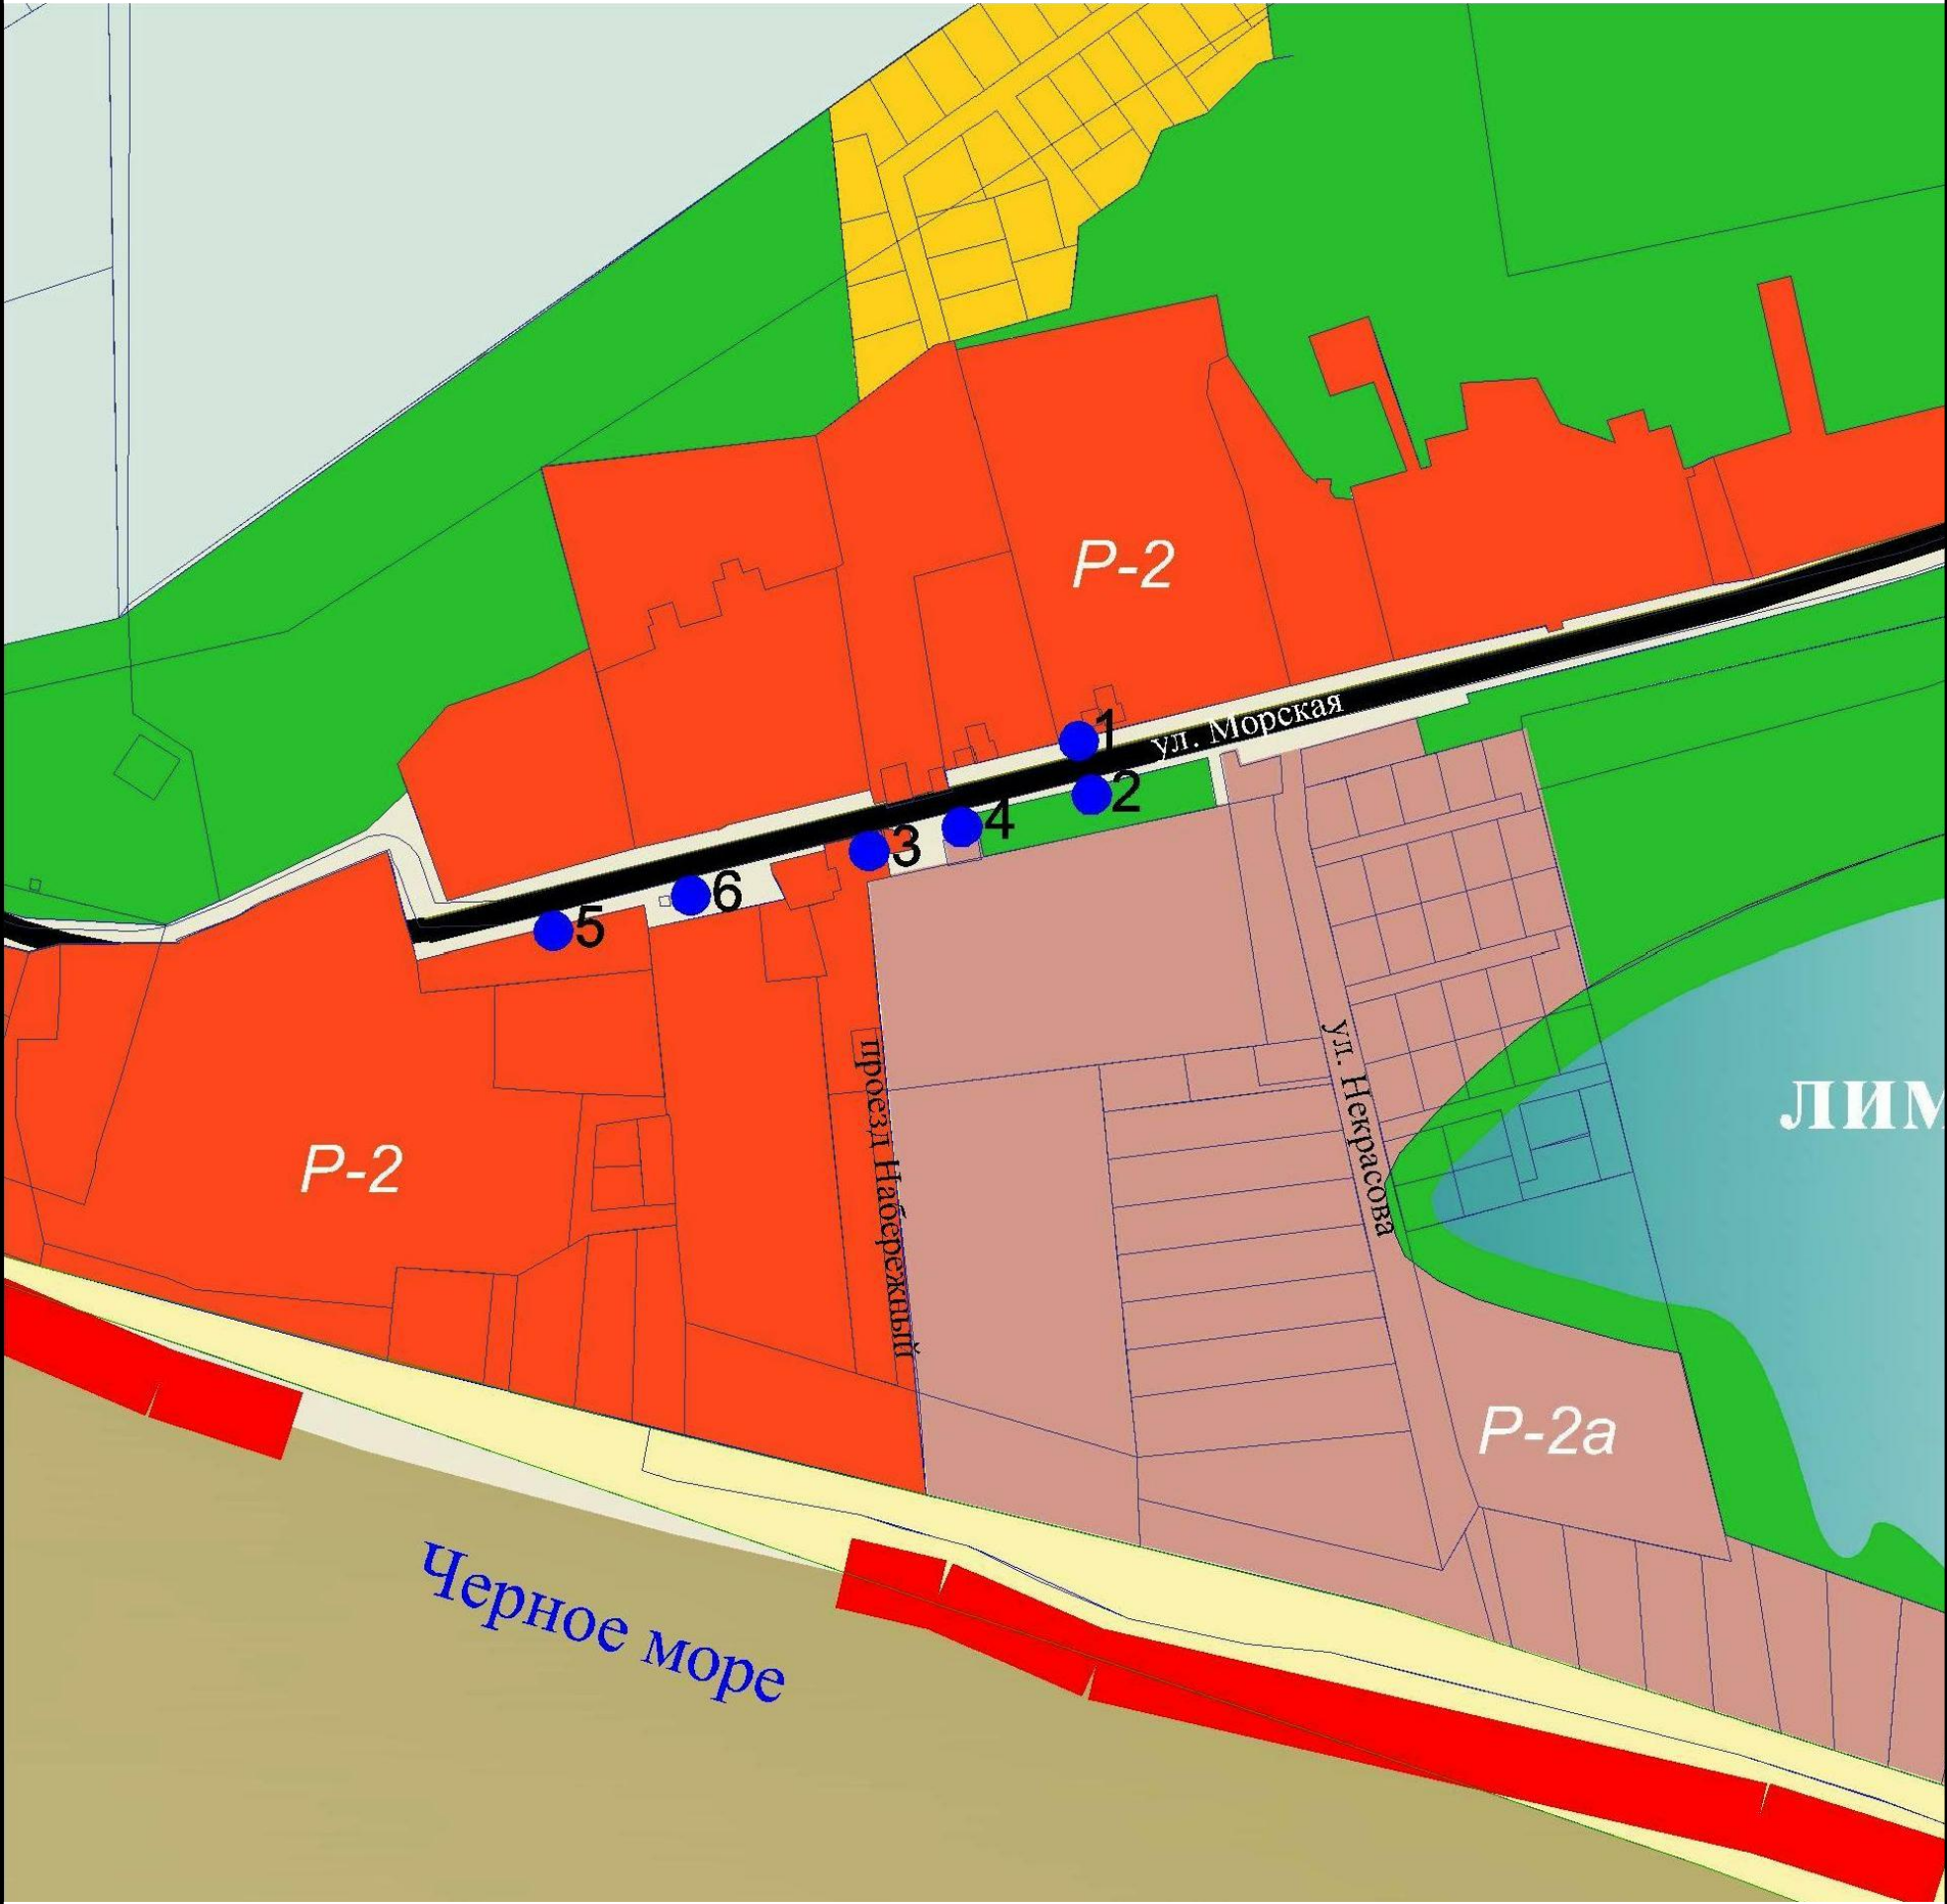 Р-2
ул. Морская
1
2
4
3
6
5
ул. Некрасова
проезд Набережный
ЛИМ
Р-2
Р-2а
Черное море